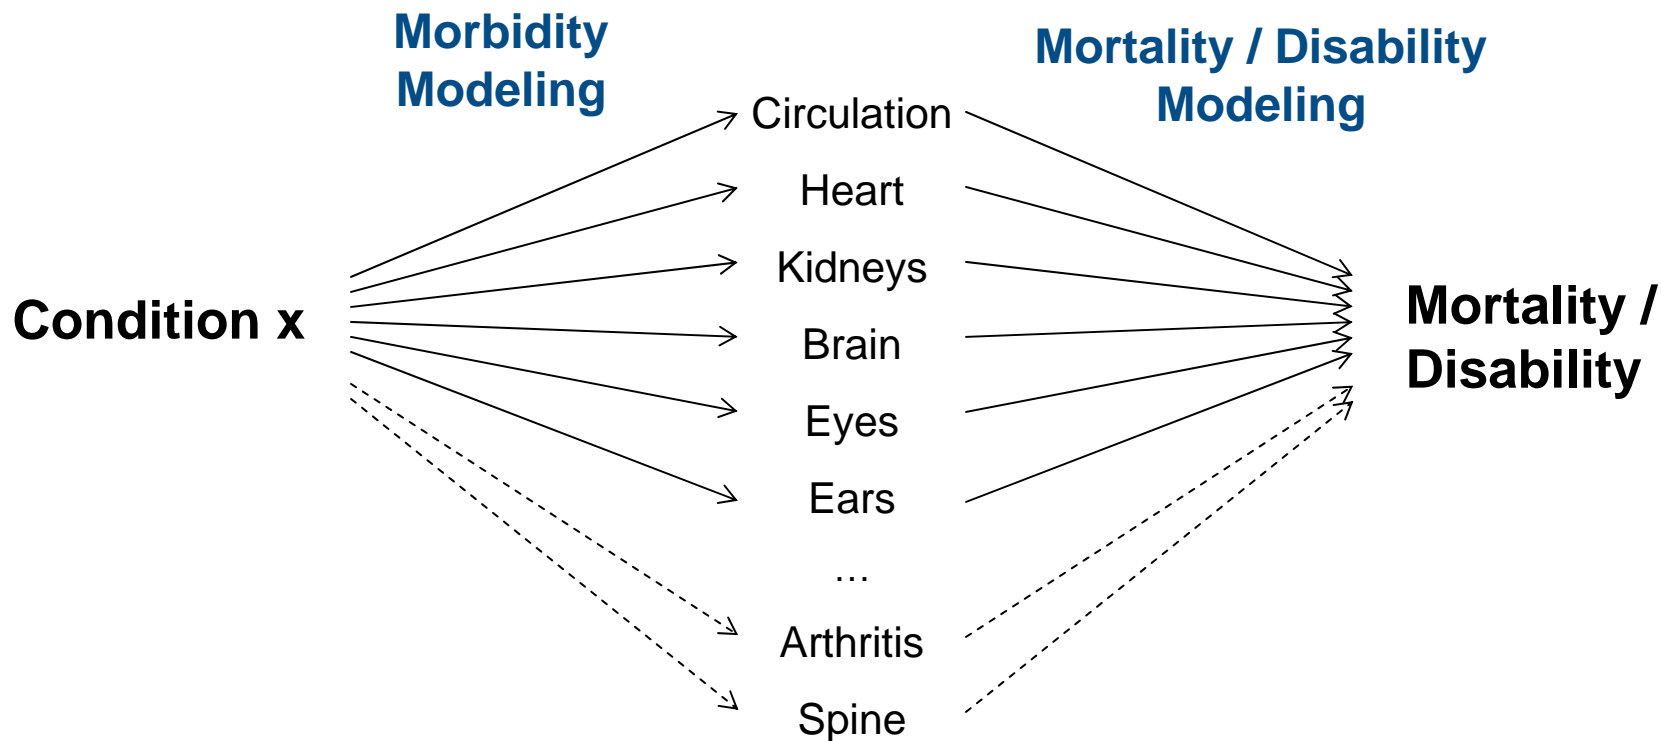 Morbidity
Modeling
Mortality / Disability
Modeling
Circulation
Heart
Kidneys
Brain
Eyes
Ears
...
Arthritis
Spine
Condition x
Mortality /
Disability